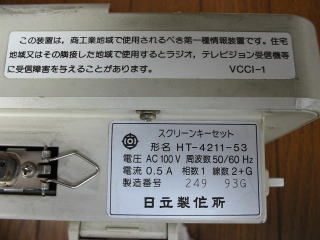 この装置は，商工業地域で使用されるべき第一種情報装置です。住宅
地域又はその隣接した地域で使用するとラジオ，テレビジョン受信機等
に受信障害を与えることがあります。 VCCI-1
スクリーンキーセット
形名 HT-4211-53
電圧 AC100V 周波数50/60Hz
電流 0.5A 相数1 線数2+G
製造番号 249 93G
日立製作所